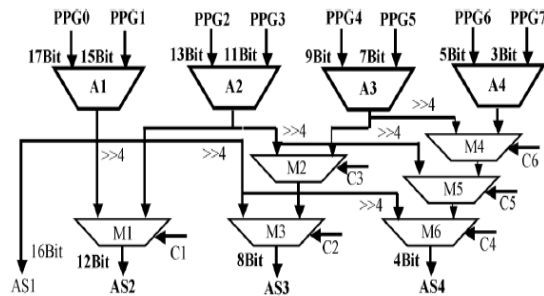 PPG0 PPG1 PPG2 PPG3 PPG4 PPG5 PPG6 PPG7
17Bit 15Bit 13Bit 11Bit 9Bit 7Bit 5Bit 3Bit
A1 A2 A3 A4
>>4 >>4
>>4 >>4 M4
C6
M2 C3
>>4 M5
C5
M1 M3 M6
16Bit C1 C2 C4
12Bit 8Bit 4Bit
AS1 AS2 AS3 AS4